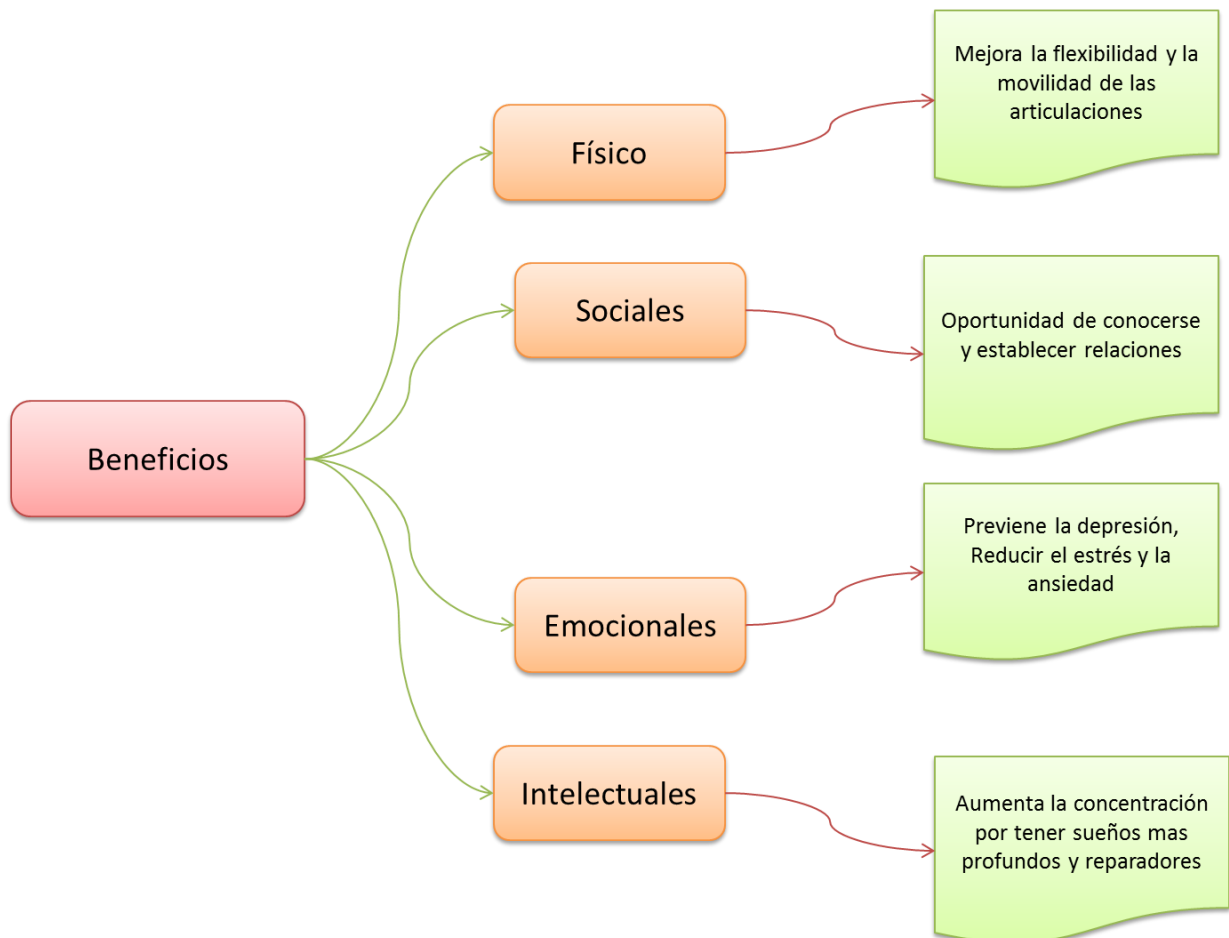 Beneficios
Físico
Mejora la flexibilidad y la
movilidad de las
articulaciones
Sociales
Oportunidad de conocerse
y establecer relaciones
Emocionales
Previene la depresión,
Reducir el estrés y la
ansiedad
Intelectuales
Aumenta la concentración
por tener sueños mas
profundos y reparadores